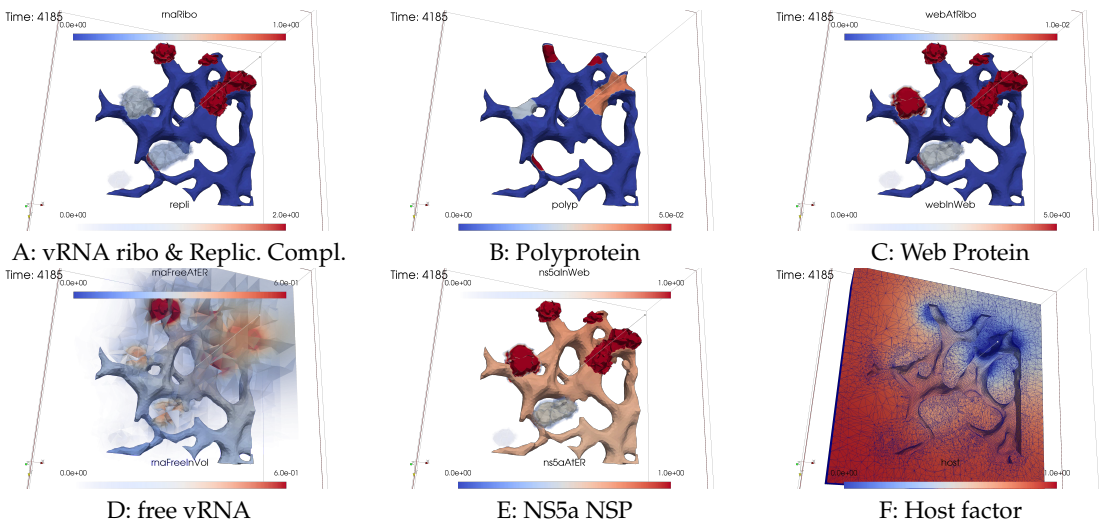 Time: 4185 rnaRibo
0.0e+00 1.0e+00
repli
0.0e+00 2.0e+00
A: vRNA ribo & Replic. Compl.
Time: 4185
polyp
0.0e+00 5.0e-02
B: Polyprotein
Time: 4185 webAtRibo
0.0e+00 1.0e-02
webInWeb
0.0e+00 5.0e+00
C: Web Protein
Time: 4185 rnaFreeAtER
0.0e+00 6.0e-01
rnaFreeInVol
0.0e+00 6.0e-01
D: free vRNA
Time: 4185 ns5aInWeb
0.0e+00 1.0e+00
ns5aAtER
0.0e+00 1.0e+00
E: NS5a NSP
Time: 4185
host
0.0e+00 1.0e+00
F: Host factor